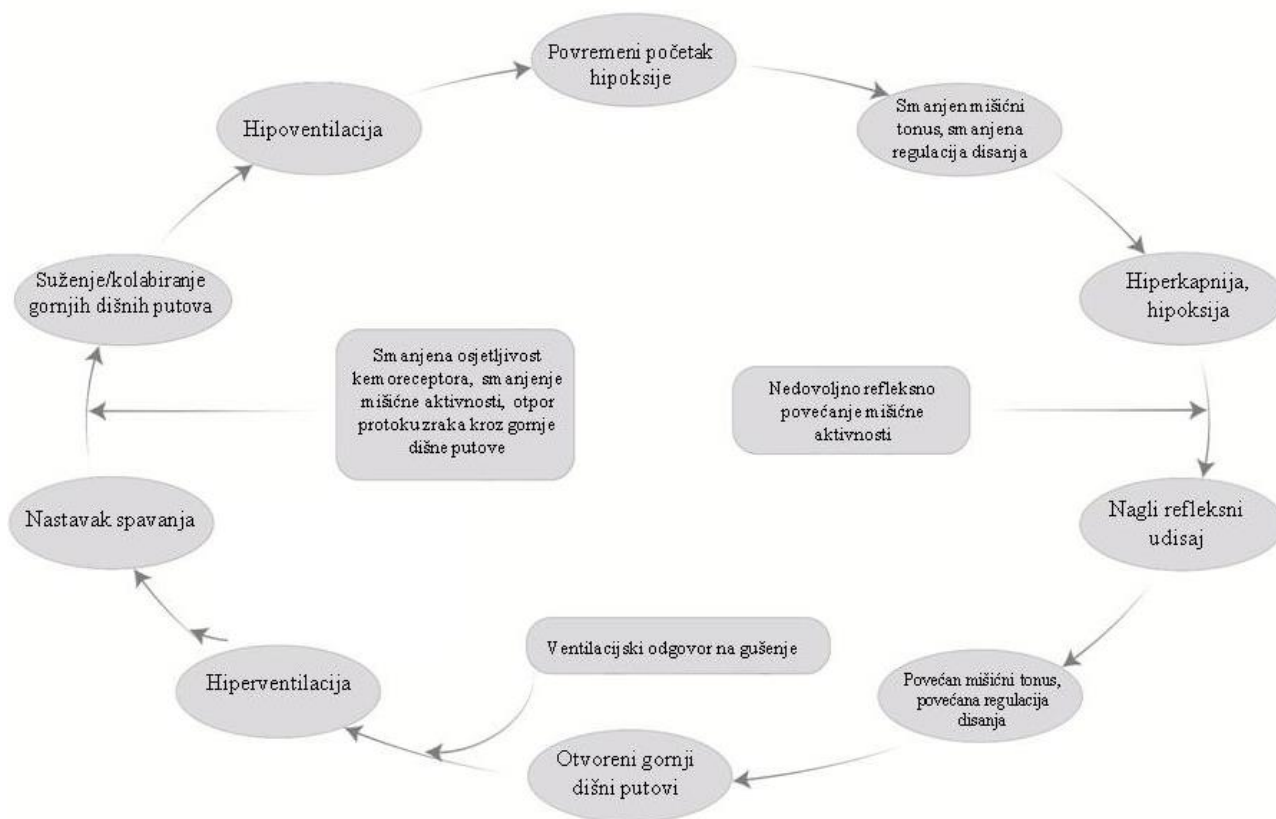 Povremeni početak
hipoksije
Smanjen mišićni
tonus, smanjena
regulacija disanja
Hiperkapnija,
hipoksija
Nagli refleksni
udisaj
Povećan mišićni tonus,
povećana regulacija
disanja
Otvoreni gornji
dišni putovi
Hiperventilacija
Nastavak spavanja
Suženje/kolabiranje
gornjih dišnih putova
Hipoventilacija
Smanjena osjetljivost
kemoreceptora, smanjenje
mišićne aktivnosti, otpor
protoku zraka kroz gornje
dišne putove
Nedovoljno refleksno
povećanje mišićne
aktivnosti
Ventilacijski odgovor na gušenje